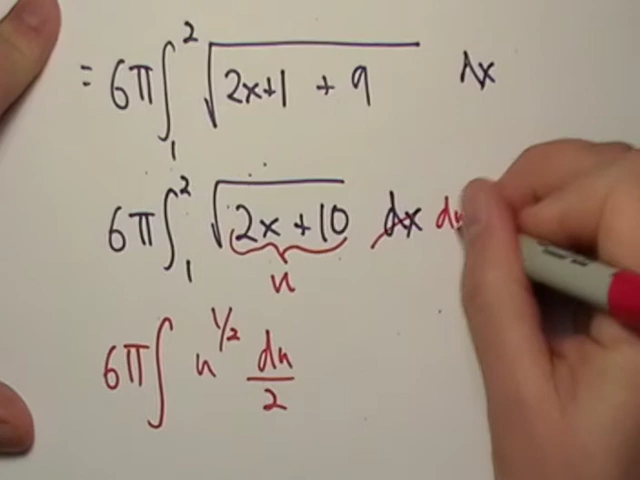 = 6π∫₁² √(2x+1 + 9) dx
6π∫₁² √(2x+10) dx du
u
6π∫ u^1/2 du/2